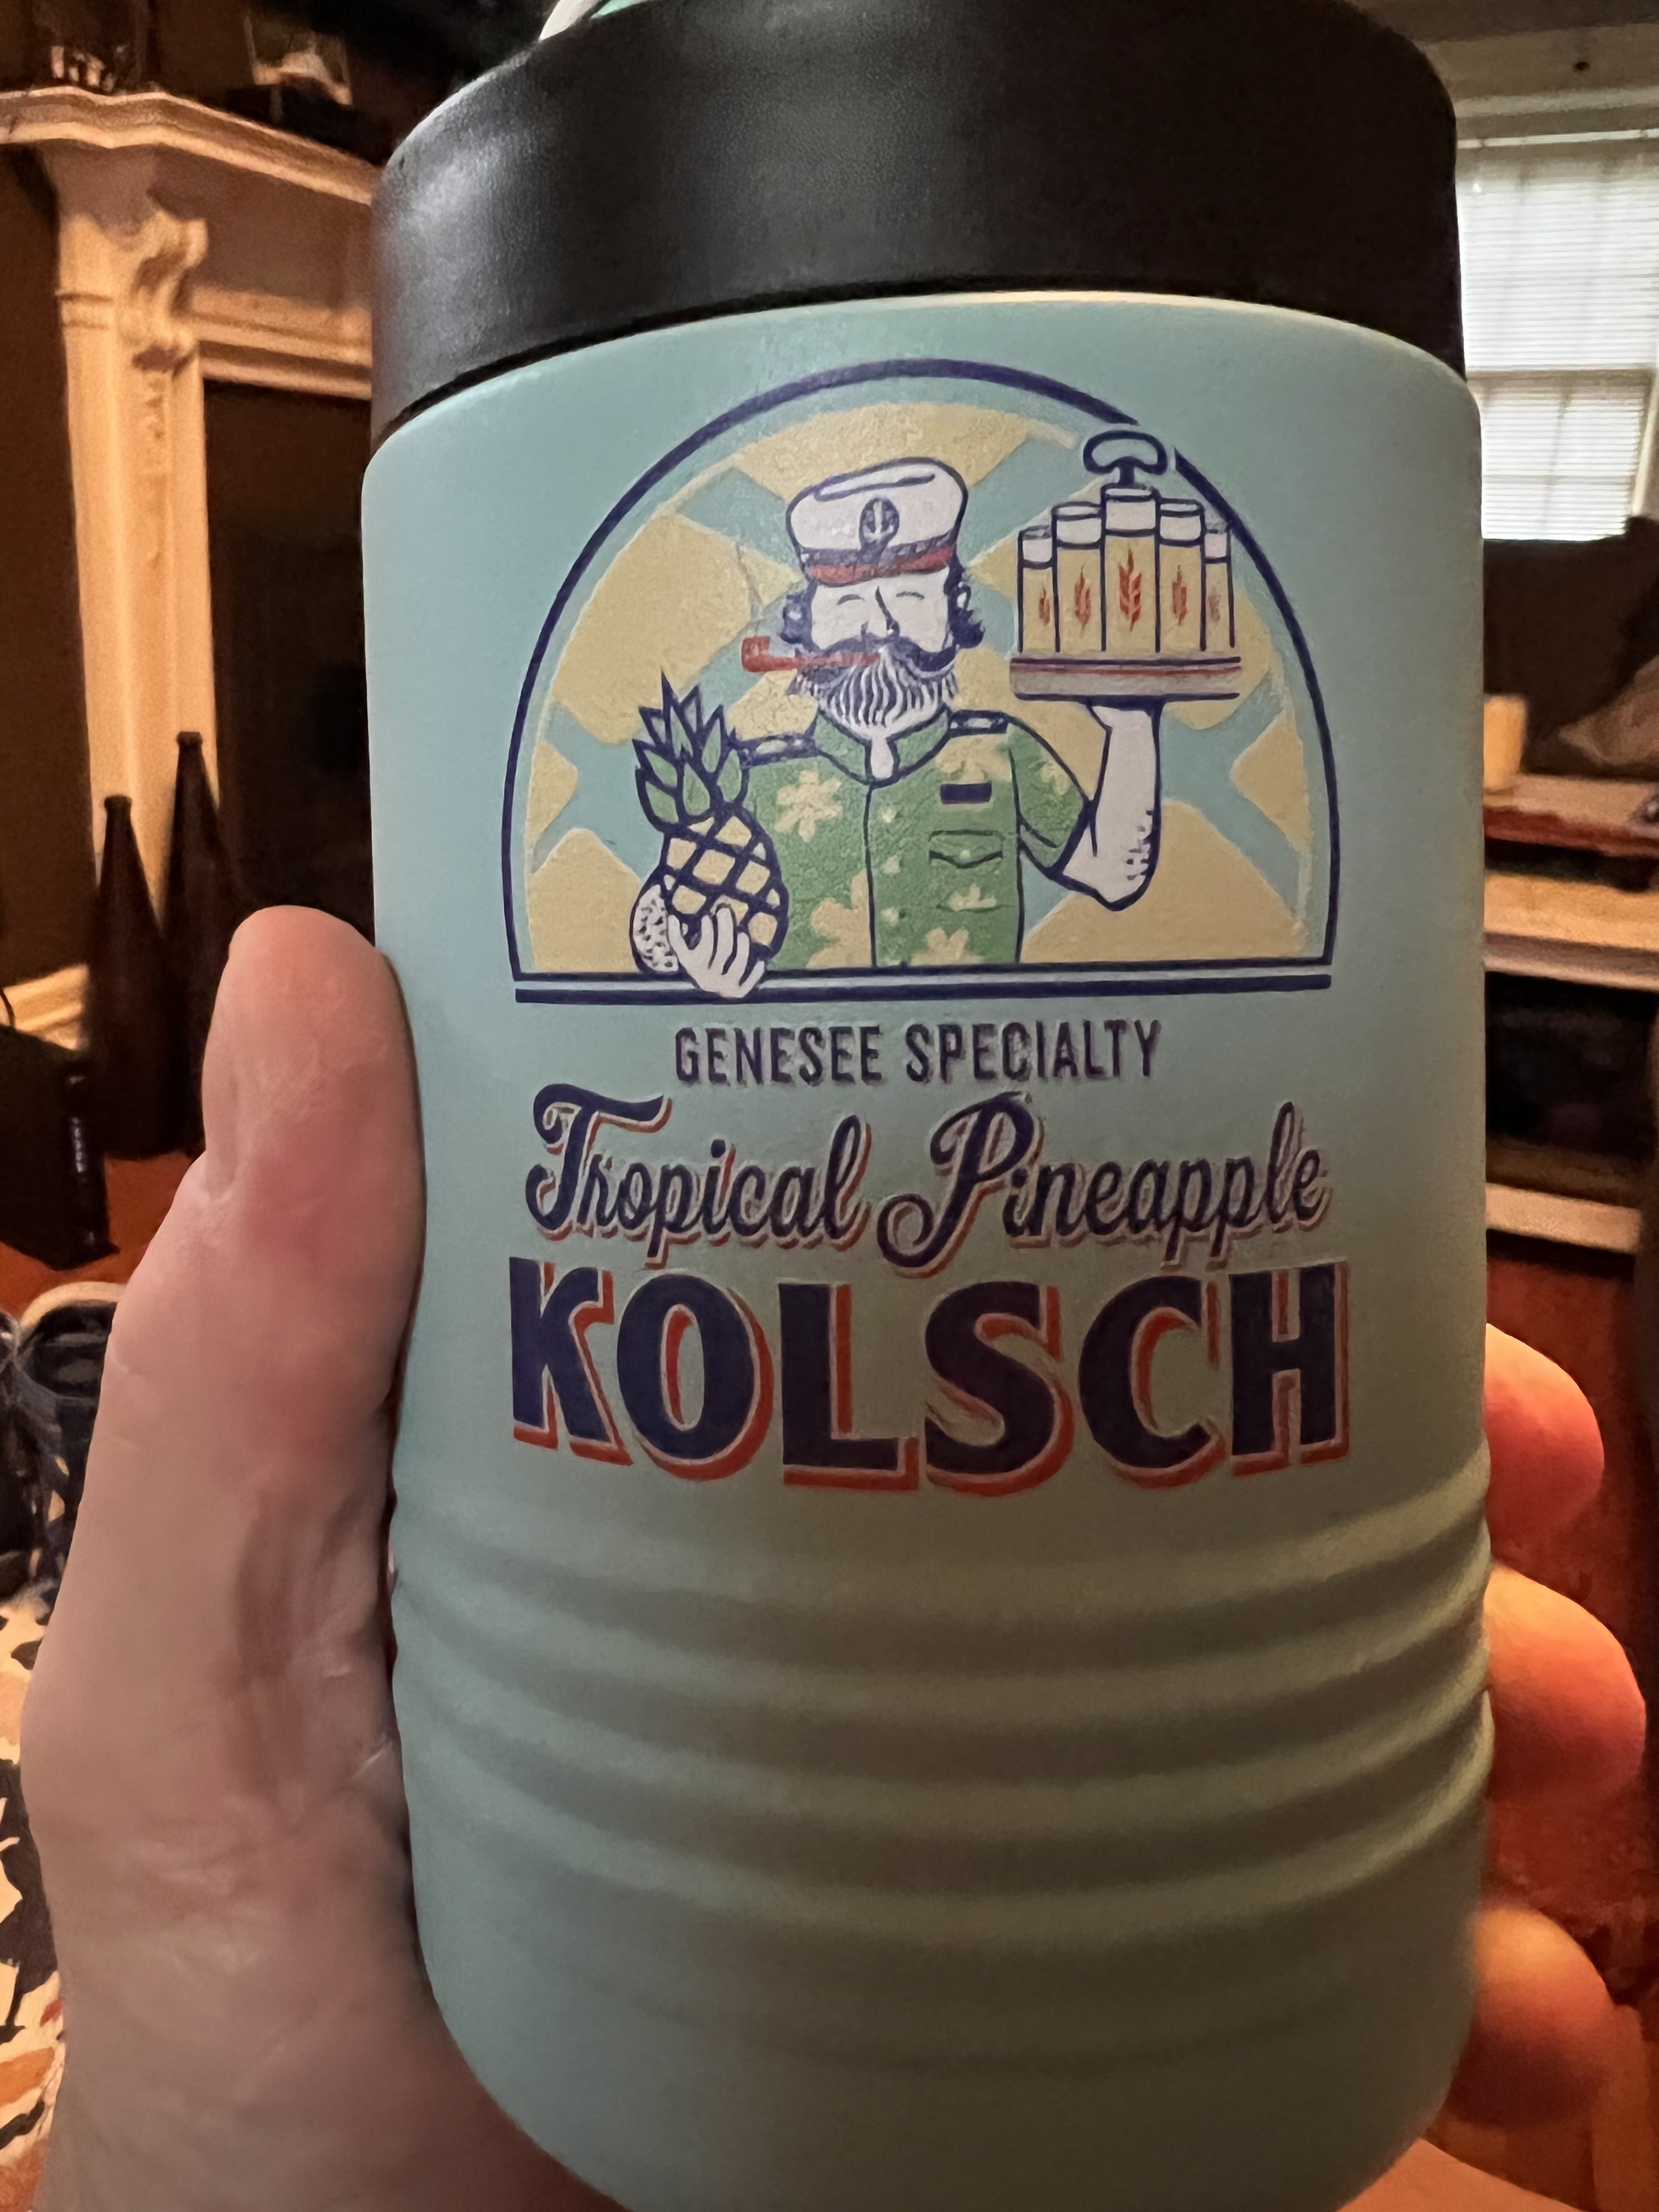 GENESEE SPECIALTY
Tropical Pineapple
KOLSCH